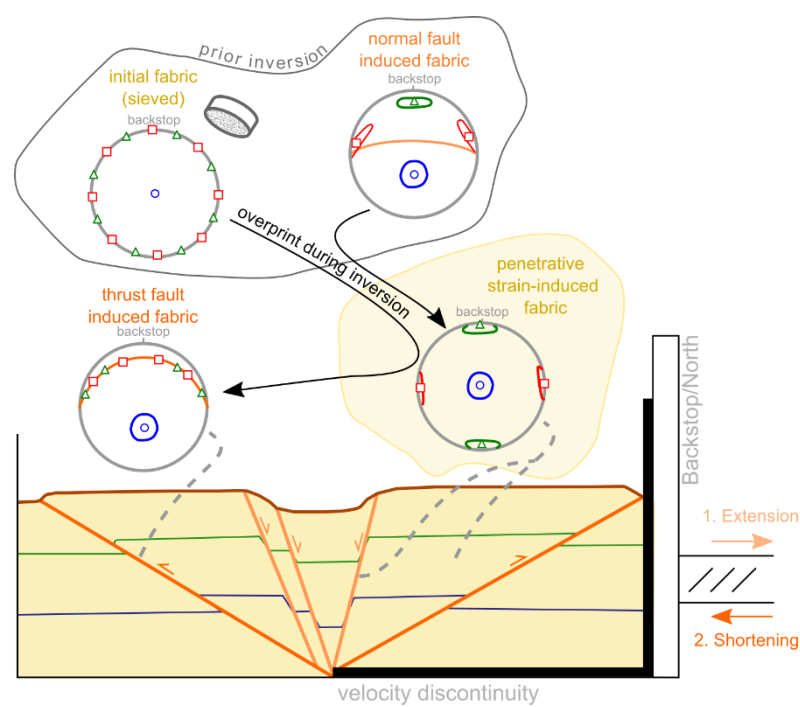 prior inversion
normal fault
induced fabric
backstop
initial fabric
(sieved)
backstop
overprint during inversion
penetrative
strain-induced
fabric
backstop
thrust fault
induced fabric
backstop
Backstop/North
1. Extension
2. Shortening
velocity discontinuity